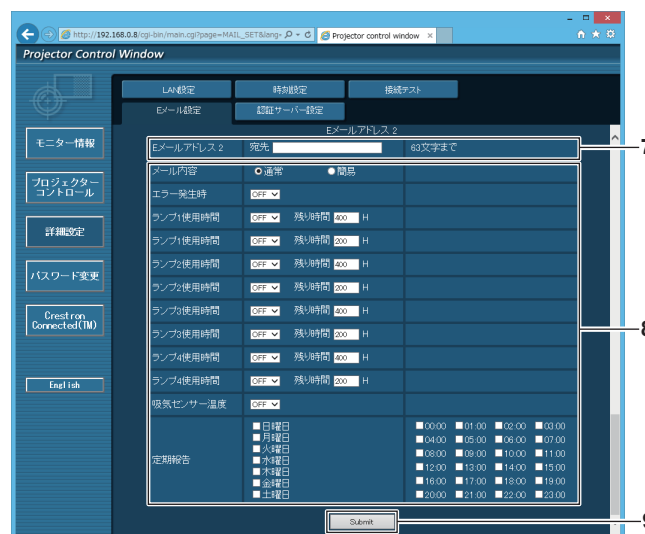 http://192.168.0.8/cgi-bin/main.cgi?page=MAIL_SET&lang=
Projector control window
Projector Control Window
LAN設定 時刻設定 接続テスト
Eメール設定 認証サーバー設定
モニター情報
プロジェクター
コントロール
詳細設定
パスワード変更
Crestron
Connected(TM)
English
Eメールアドレス 2
Eメールアドレス 2 宛先 63文字まで
メール内容 通常 簡易
エラー発生時 OFF
ランプ1使用時間 OFF 残り時間 400 H
ランプ1使用時間 OFF 残り時間 200 H
ランプ2使用時間 OFF 残り時間 400 H
ランプ2使用時間 OFF 残り時間 200 H
ランプ3使用時間 OFF 残り時間 400 H
ランプ3使用時間 OFF 残り時間 200 H
ランプ4使用時間 OFF 残り時間 400 H
ランプ4使用時間 OFF 残り時間 200 H
吸気センサー温度 OFF
定期報告
日曜日
月曜日
火曜日
水曜日
木曜日
金曜日
土曜日
00:00 01:00 02:00 03:00
04:00 05:00 06:00 07:00
08:00 09:00 10:00 11:00
12:00 13:00 14:00 15:00
16:00 17:00 18:00 19:00
20:00 21:00 22:00 23:00
Submit
7
8
9